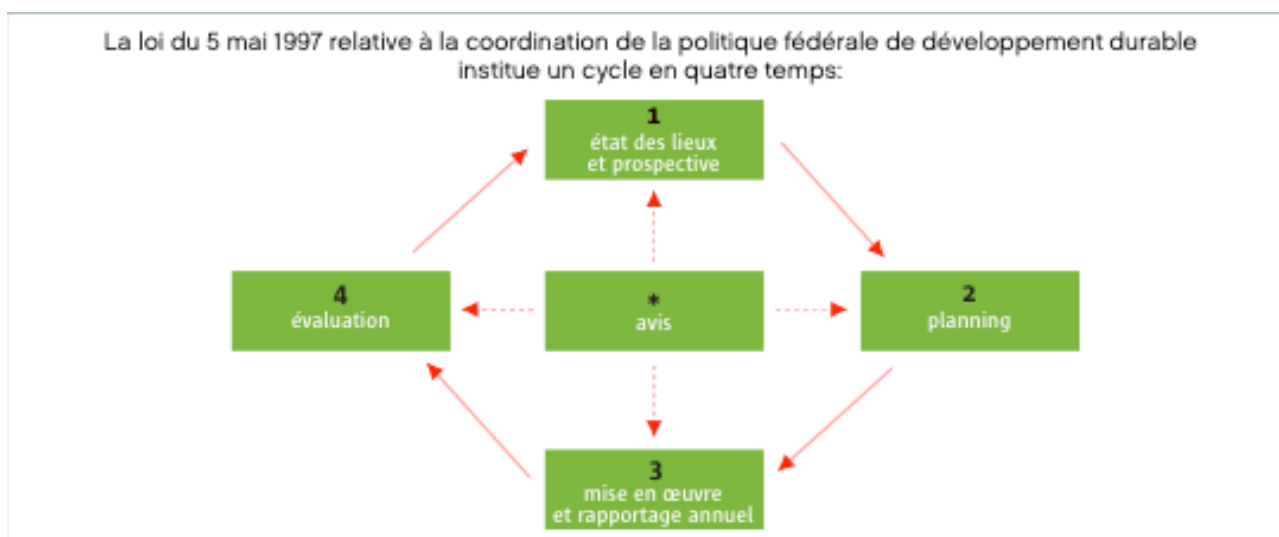 La loi du 5 mai 1997 relative à la coordination de la politique fédérale de développement durable
institue un cycle en quatre temps:
1
état des lieux
et prospective
4
évaluation
*
avis
2
planning
3
mise en œuvre
et rapportage annuel